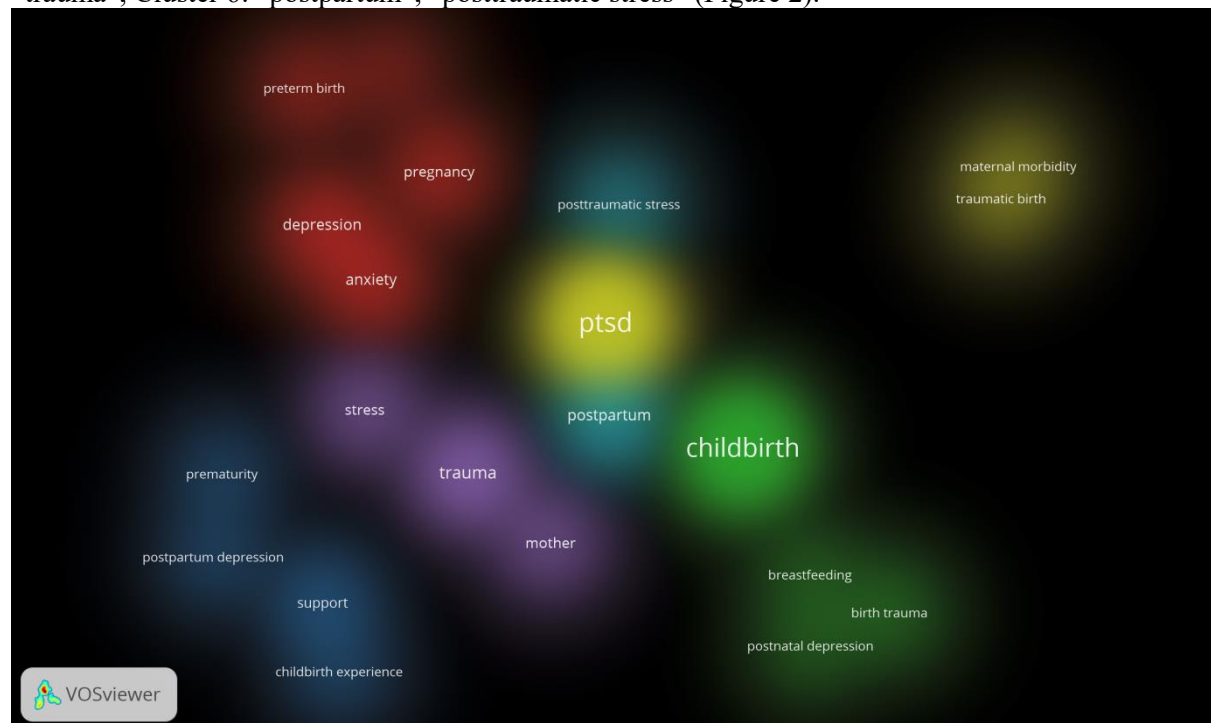 trauma"; Cluster 6: "postpartum", "posttraumatic stress" (Figure 2).
preterm birth
pregnancy
depression
anxiety
posttraumatic stress
maternal morbidity
traumatic birth
ptsd
stress
postpartum
childbirth
trauma
prematurity
mother
postpartum depression
breastfeeding
support
birth trauma
postnatal depression
childbirth experience
VOSviewer